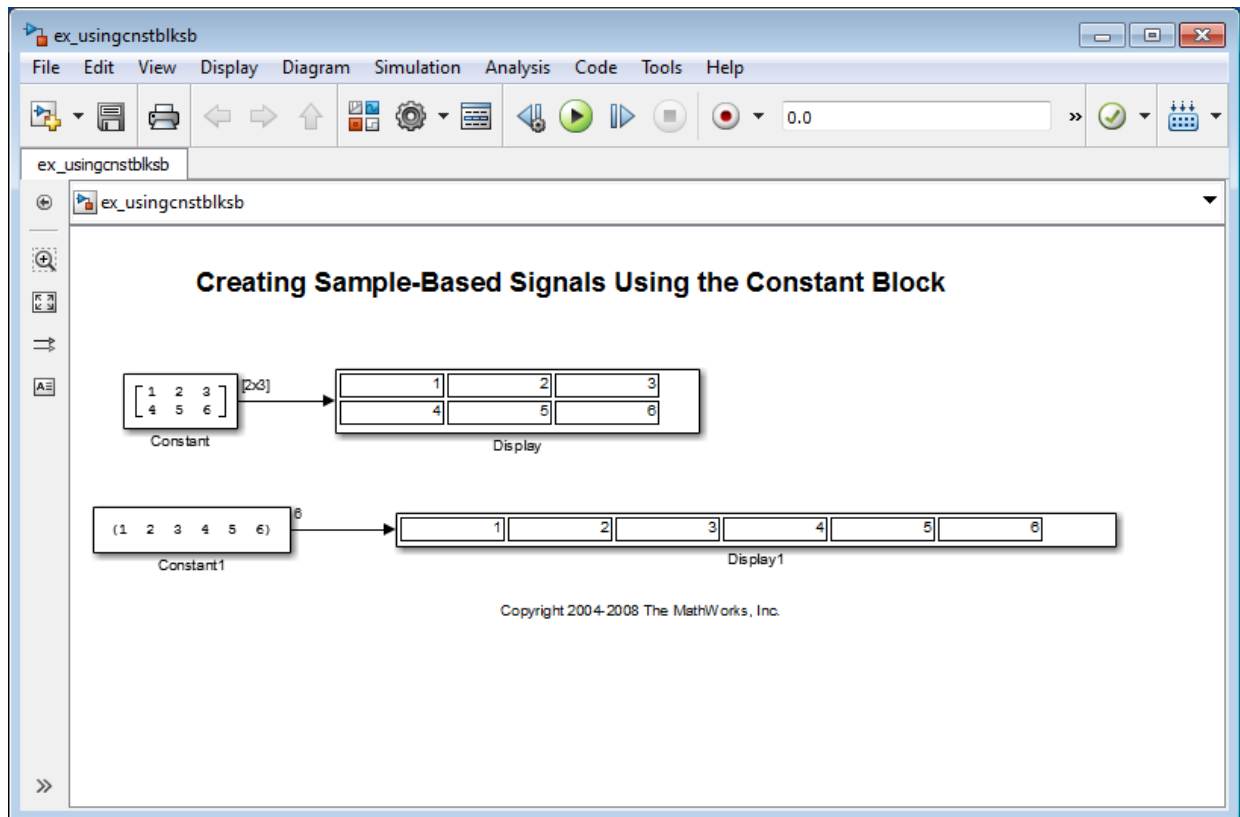 ex_usingcnstblksb
File Edit View Display Diagram Simulation Analysis Code Tools Help
0.0 »
ex_usingcnstblksb
ex_usingcnstblksb
Creating Sample-Based Signals Using the Constant Block
[2x3]
1 2 3
4 5 6
1 2 3
4 5 6
Constant
Display
6
(1 2 3 4 5 6)
1 2 3 4 5 6
Constant1
Display1
Copyright 2004-2008 The MathWorks, Inc.